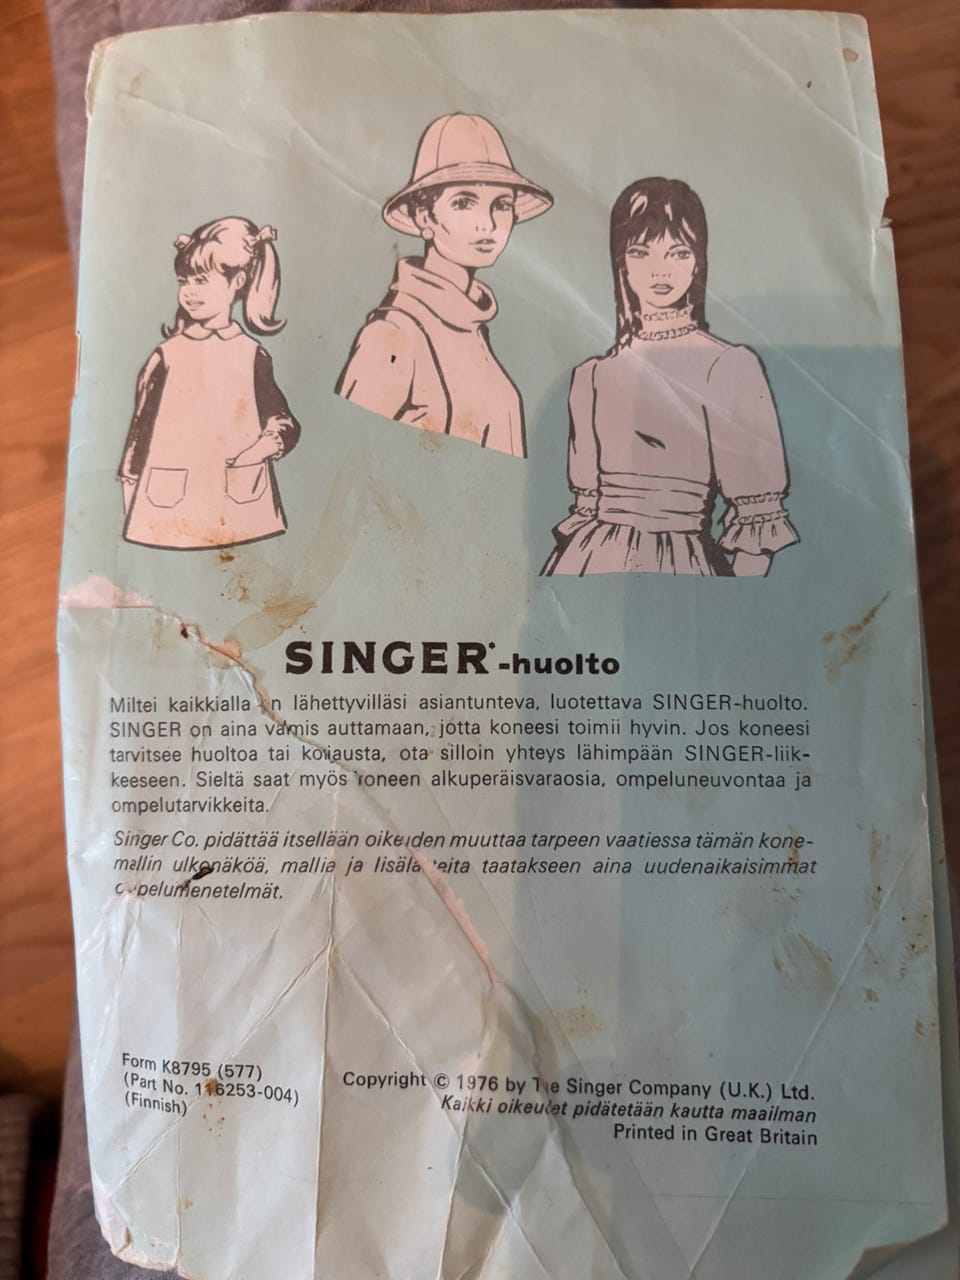 SINGER*-huolto
Miltei kaikkialla on lähettyvilläsi asiantunteva, luotettava SINGER-huolto.
SINGER on aina valmis auttamaan, jotta koneesi toimii hyvin. Jos koneesi
tarvitsee huoltoa tai korjausta, ota silloin yhteys lähimpään SINGER-liik-
keeseen. Sieltä saat myös koneen alkuperäisvaraosia, ompeluneuvontaa ja
ompelutarvikkeita.
Singer Co. pidättää itsellään oikeuden muuttaa tarpeen vaatiessa tämän kone-
mallin ulkonäköä, mallia ja lisälaitteita taatakseen aina uudenaikaisimmat
ompelumenetelmät.
Form K8795 (577)
(Part No. 116253-004)
(Finnish)
Copyright © 1976 by The Singer Company (U.K.) Ltd.
Kaikki oikeudet pidätetään kautta maailman
Printed in Great Britain